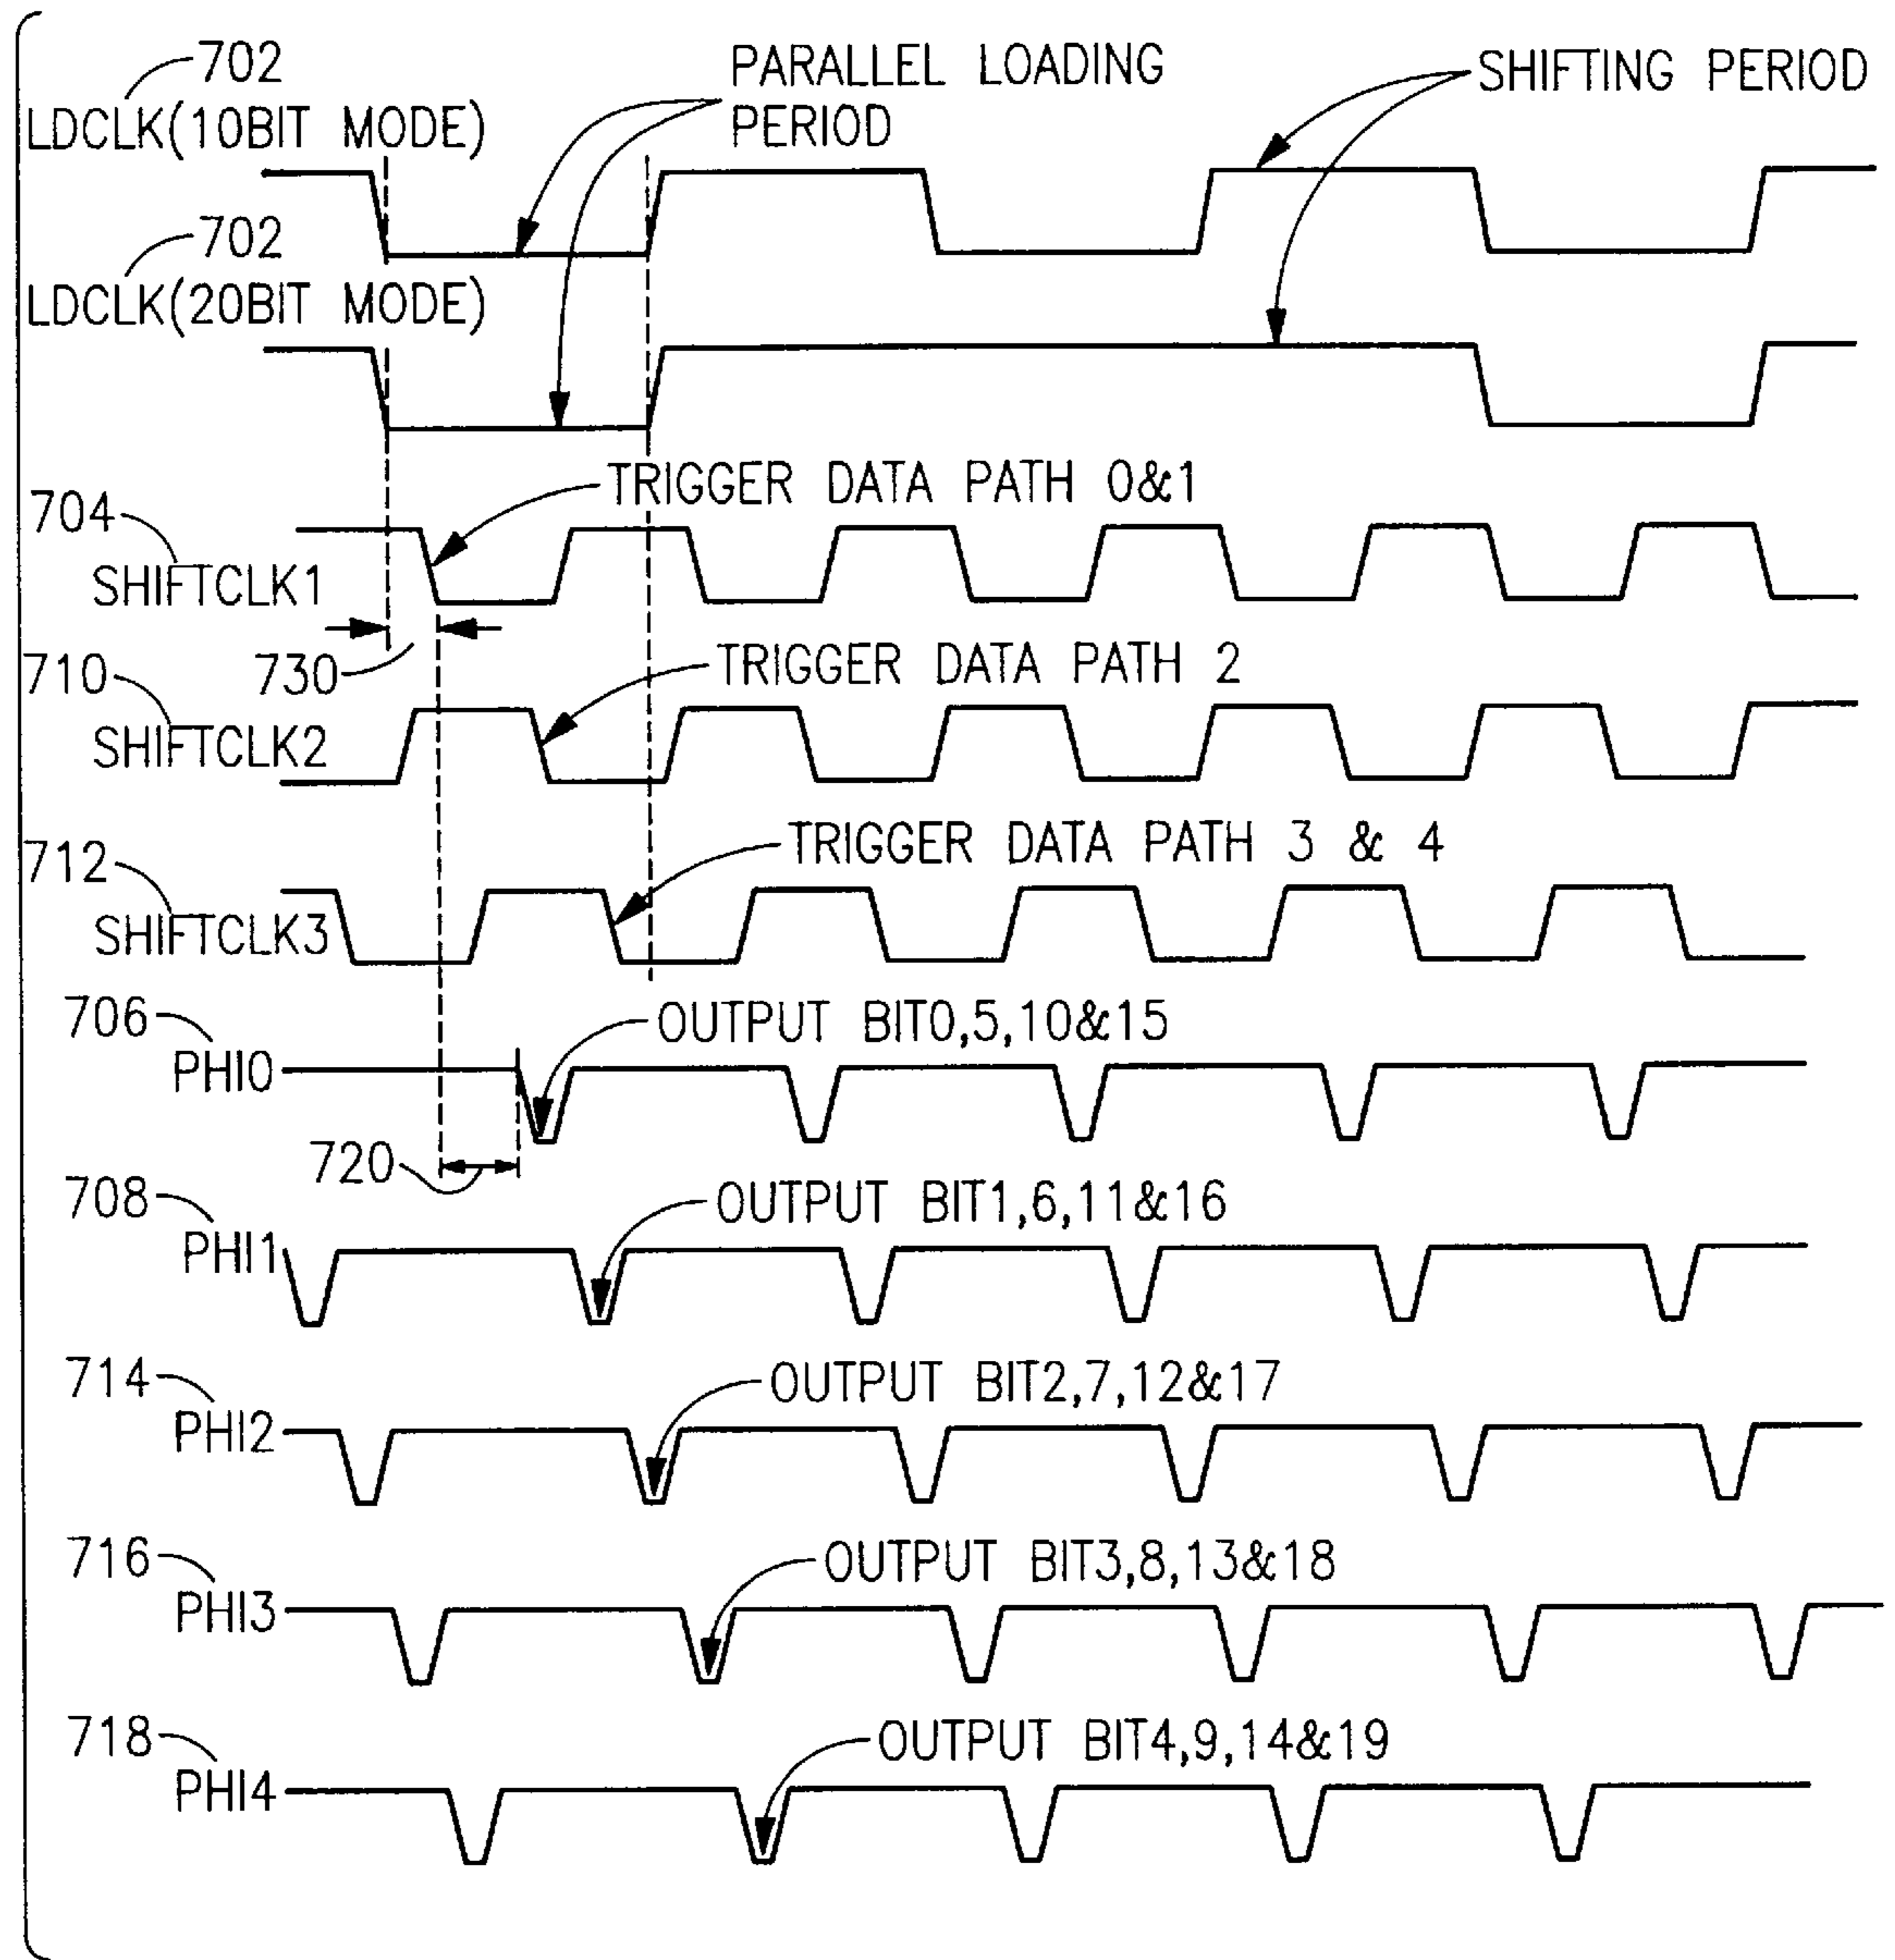 702
PARALLEL LOADING
PERIOD
SHIFTING PERIOD
LDCLK(10BIT MODE)
702
LDCLK(20BIT MODE)
TRIGGER DATA PATH 0&1
704
SHIFTCLK1
730
TRIGGER DATA PATH 2
710
SHIFTCLK2
TRIGGER DATA PATH 3 & 4
712
SHIFTCLK3
706
OUTPUT BIT0,5,10&15
PHI0
720
708
OUTPUT BIT1,6,11&16
PHI1
714
OUTPUT BIT2,7,12&17
PHI2
716
OUTPUT BIT3,8,13&18
PHI3
718
OUTPUT BIT4,9,14&19
PHI4